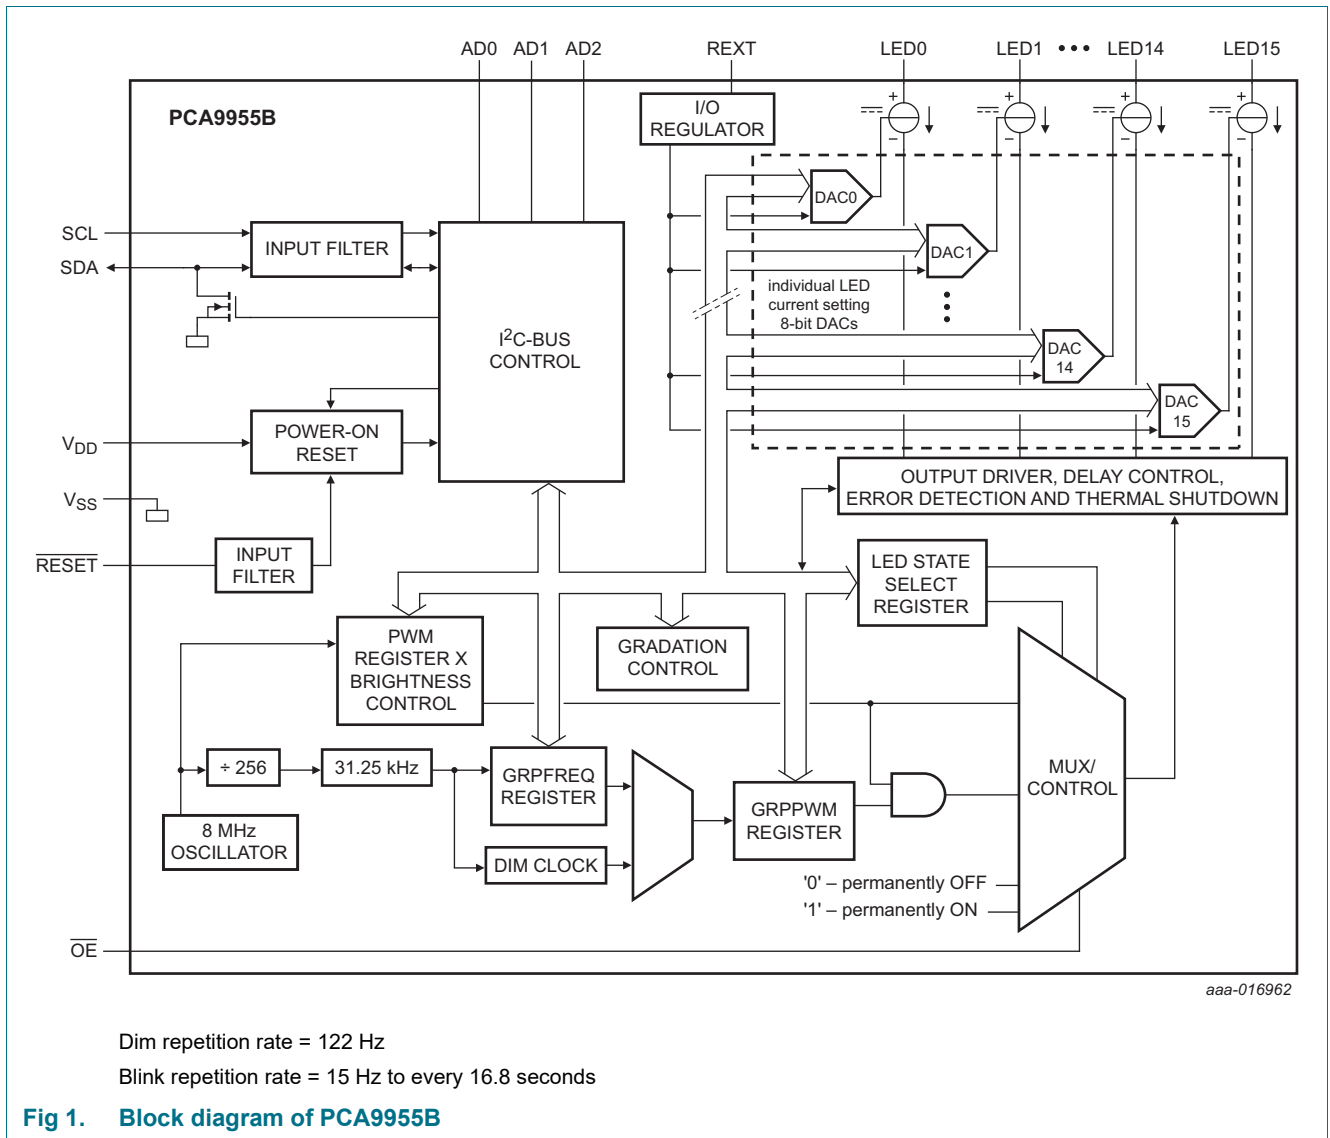 AD0 AD1 AD2 REXT LED0 LED1 ••• LED14 LED15
PCA9955B
I/O
REGULATOR
+ + + +
– – – –
DAC0
DAC1
individual LED
current setting
8-bit DACs
DAC
14
DAC
15
SCL
SDA
INPUT FILTER
I²C-BUS
CONTROL
VDD
POWER-ON
RESET
VSS
RESET
INPUT
FILTER
OUTPUT DRIVER, DELAY CONTROL,
ERROR DETECTION AND THERMAL SHUTDOWN
LED STATE
SELECT
REGISTER
PWM
REGISTER X
BRIGHTNESS
CONTROL
GRADATION
CONTROL
÷ 256
31.25 kHz
GRPFREQ
REGISTER
DIM CLOCK
8 MHz
OSCILLATOR
GRPPWM
REGISTER
MUX/
CONTROL
'0' – permanently OFF
'1' – permanently ON
OE
aaa-016962
Dim repetition rate = 122 Hz
Blink repetition rate = 15 Hz to every 16.8 seconds
Fig 1. Block diagram of PCA9955B